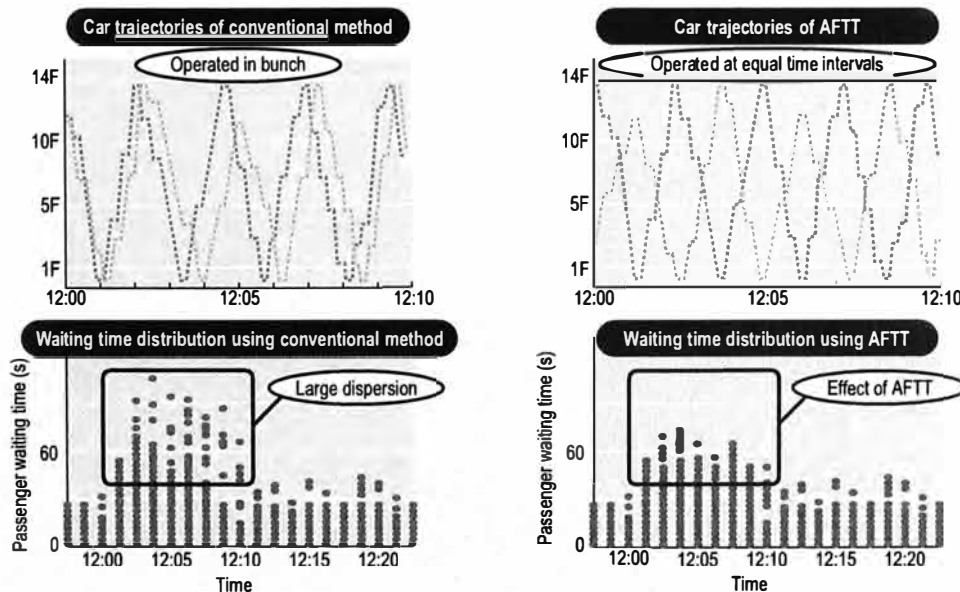 Car trajectories of conventional method
Operated in bunch
14F
10F
5F
1F
12:00
12:05
12:10
Car trajectories of AFTT
Operated at equal time intervals
14F
10F
5F
1F
12:00
12:05
12:10
Waiting time distribution using conventional method
Large dispersion
Passenger waiting time (s)
60
0
12:00
12:05
12:10
12:15
12:20
Time
Waiting time distribution using AFTT
Effect of AFTT
Passenger waiting time (s)
60
0
12:00
12:05
12:10
12:15
12:20
Time